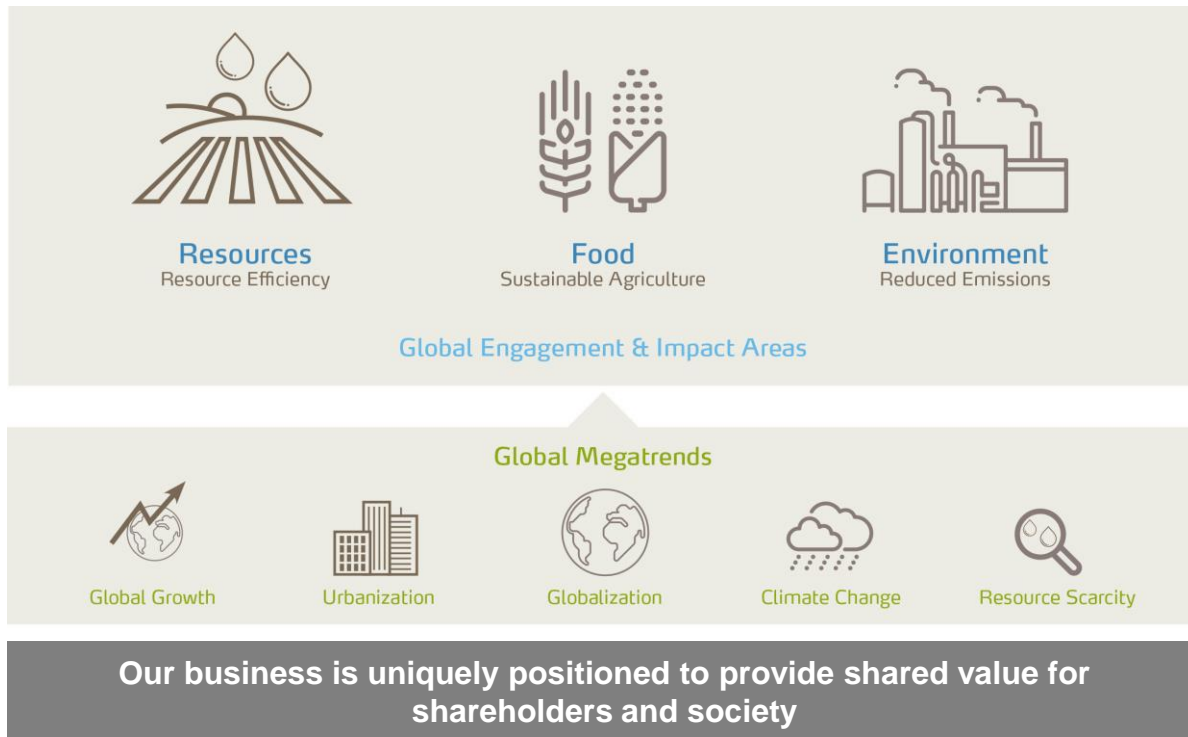 Resources
Resource Efficiency
Food
Sustainable Agriculture
Environment
Reduced Emissions
Global Engagement & Impact Areas
Global Megatrends
Global Growth
Urbanization
Globalization
Climate Change
Resource Scarcity
Our business is uniquely positioned to provide shared value for
shareholders and society